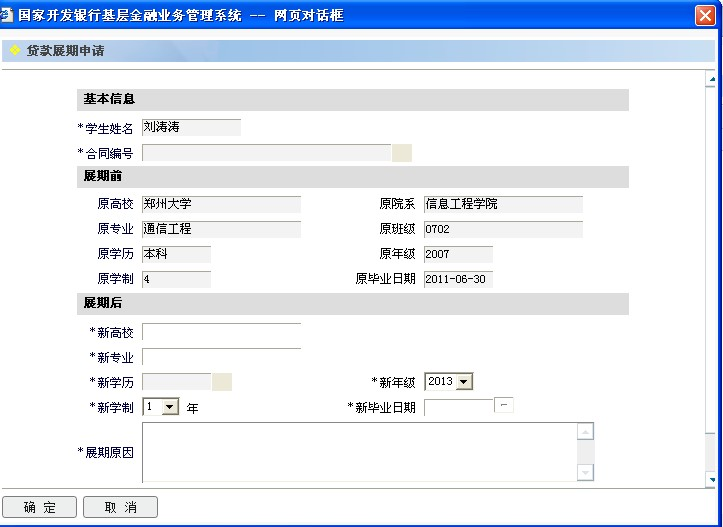 国家开发银行基层金融业务管理系统 -- 网页对话框
贷款展期申请
基本信息
*学生姓名 刘涛涛
*合同编号
展期前
原高校 郑州大学 原院系 信息工程学院
原专业 通信工程 原班级 0702
原学历 本科 原年级 2007
原学制 4 原毕业日期 2011-06-30
展期后
*新高校
*新专业
*新学历 *新年级 2013
*新学制 1 年 *新毕业日期
*展期原因
确 定 取 消